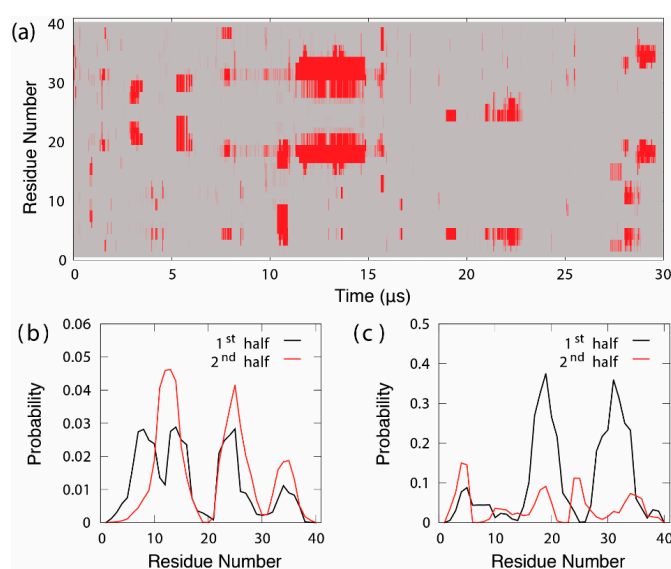 (a)
40
30
20
10
0
Residue Number
0 5 10 15 20 25 30
Time (μs)
(b)
0.06
0.05
0.04
0.03
0.02
0.01
0
Probability
1st half
2nd half
0 10 20 30 40
Residue Number
(c)
0.5
0.4
0.3
0.2
0.1
0
Probability
1st half
2nd half
0 10 20 30 40
Residue Number